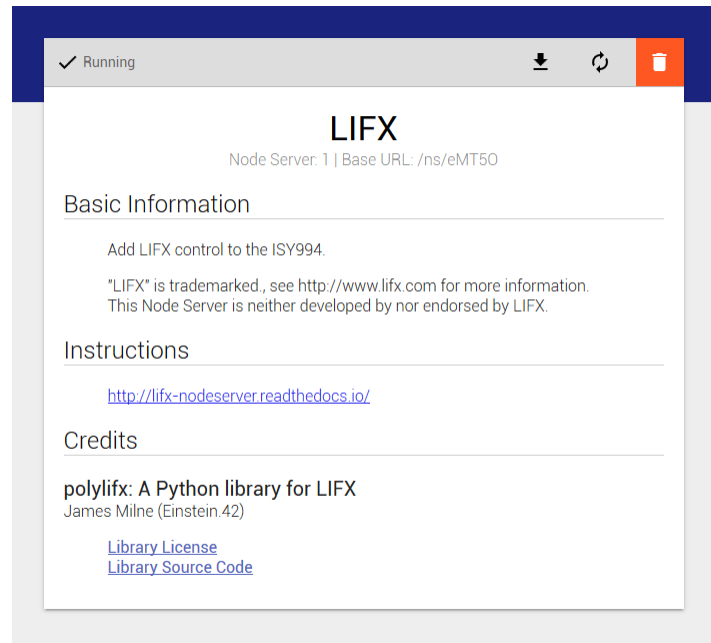 Running
LIFX
Node Server: 1 | Base URL: /ns/eMT5O
Basic Information
Add LIFX control to the ISY994.
"LIFX" is trademarked., see http://www.lifx.com for more information.
This Node Server is neither developed by nor endorsed by LIFX.
Instructions
http://lifx-nodeserver.readthedocs.io/
Credits
polylifx: A Python library for LIFX
James Milne (Einstein.42)
Library License
Library Source Code